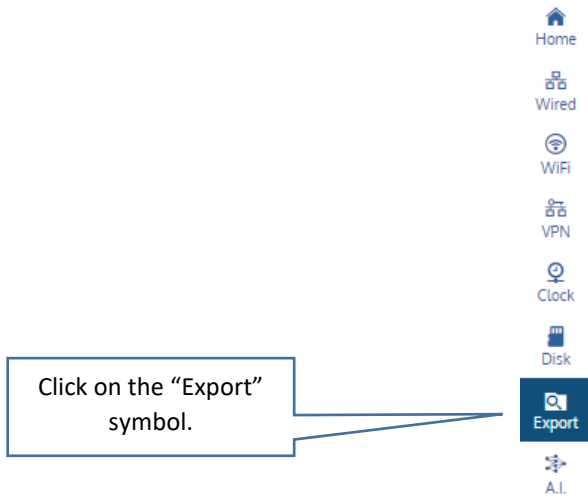 Home
Wired
WiFi
VPN
Clock
Disk
Click on the “Export”
symbol.
Export
A.I.